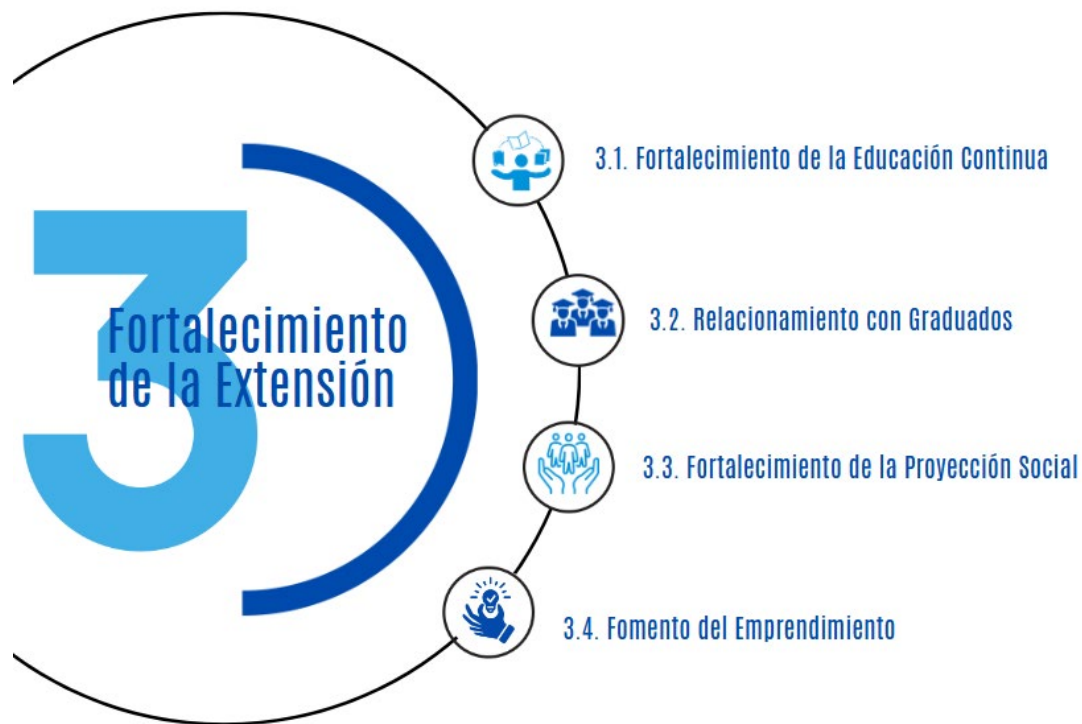 3
Fortalecimiento
de la Extensión
3.1. Fortalecimiento de la Educación Continua
3.2. Relacionamiento con Graduados
3.3. Fortalecimiento de la Proyección Social
3.4. Fomento del Emprendimiento